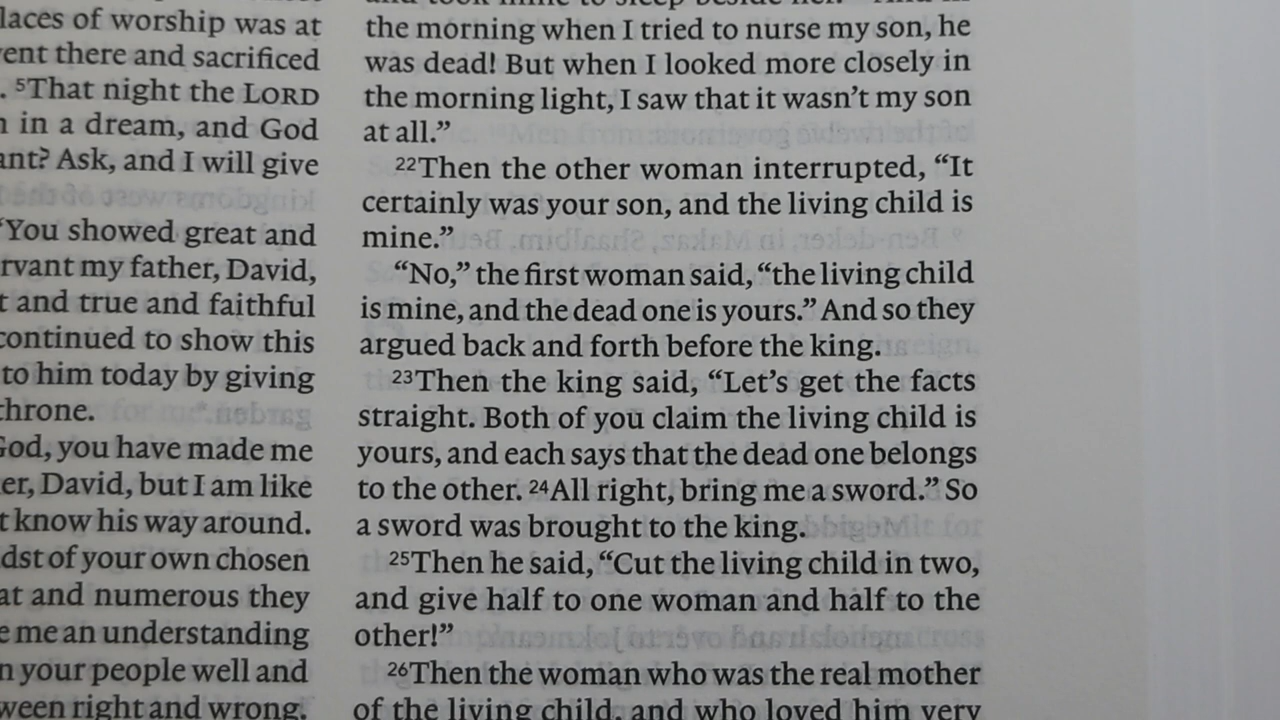 laces of worship was at
ent there and sacrificed
. ⁵That night the LORD
in a dream, and God
ant? Ask, and I will give
“You showed great and
rvant my father, David,
t and true and faithful
continued to show this
to him today by giving
throne.
God, you have made me
er, David, but I am like
t know his way around.
dst of your own chosen
at and numerous they
e me an understanding
n your people well and
ween right and wrong.
the morning when I tried to nurse my son, he
was dead! But when I looked more closely in
the morning light, I saw that it wasn’t my son
at all.”
²²Then the other woman interrupted, “It
certainly was your son, and the living child is
mine.”
“No,” the first woman said, “the living child
is mine, and the dead one is yours.” And so they
argued back and forth before the king.
²³Then the king said, “Let’s get the facts
straight. Both of you claim the living child is
yours, and each says that the dead one belongs
to the other. ²⁴All right, bring me a sword.” So
a sword was brought to the king.
²⁵Then he said, “Cut the living child in two,
and give half to one woman and half to the
other!”
²⁶Then the woman who was the real mother
of the living child, and who loved him very